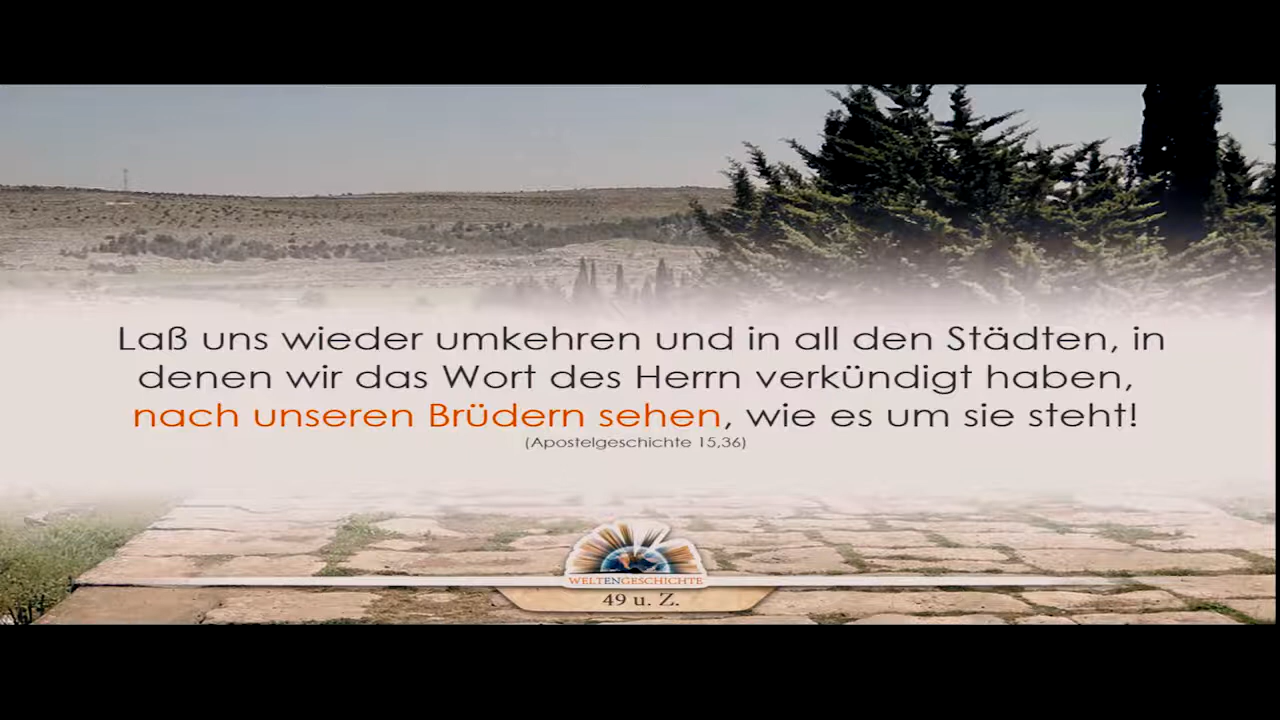 Laß uns wieder umkehren und in all den Städten, in
denen wir das Wort des Herrn verkündigt haben,
nach unseren Brüdern sehen, wie es um sie steht!
(Apostelgeschichte 15,36)
WELTENGESCHICHTE
49 u. Z.